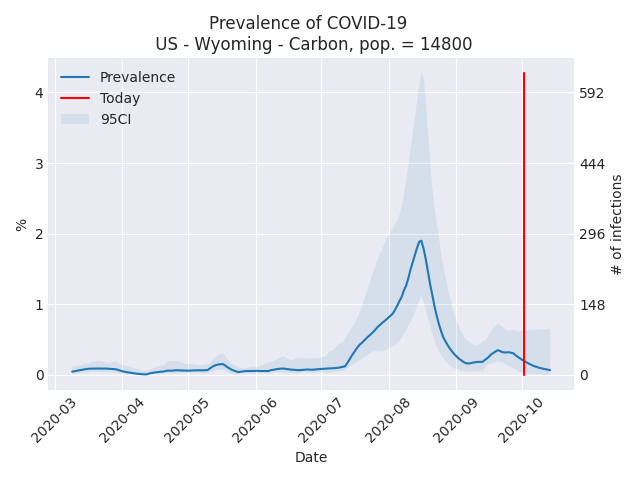 Prevalence of COVID-19
US - Wyoming - Carbon, pop. = 14800
Prevalence
Today
95CI
4
3
2
1
0
%
592
444
296
148
0
# of infections
2020-03
2020-04
2020-05
2020-06
2020-07
2020-08
2020-09
2020-10
Date